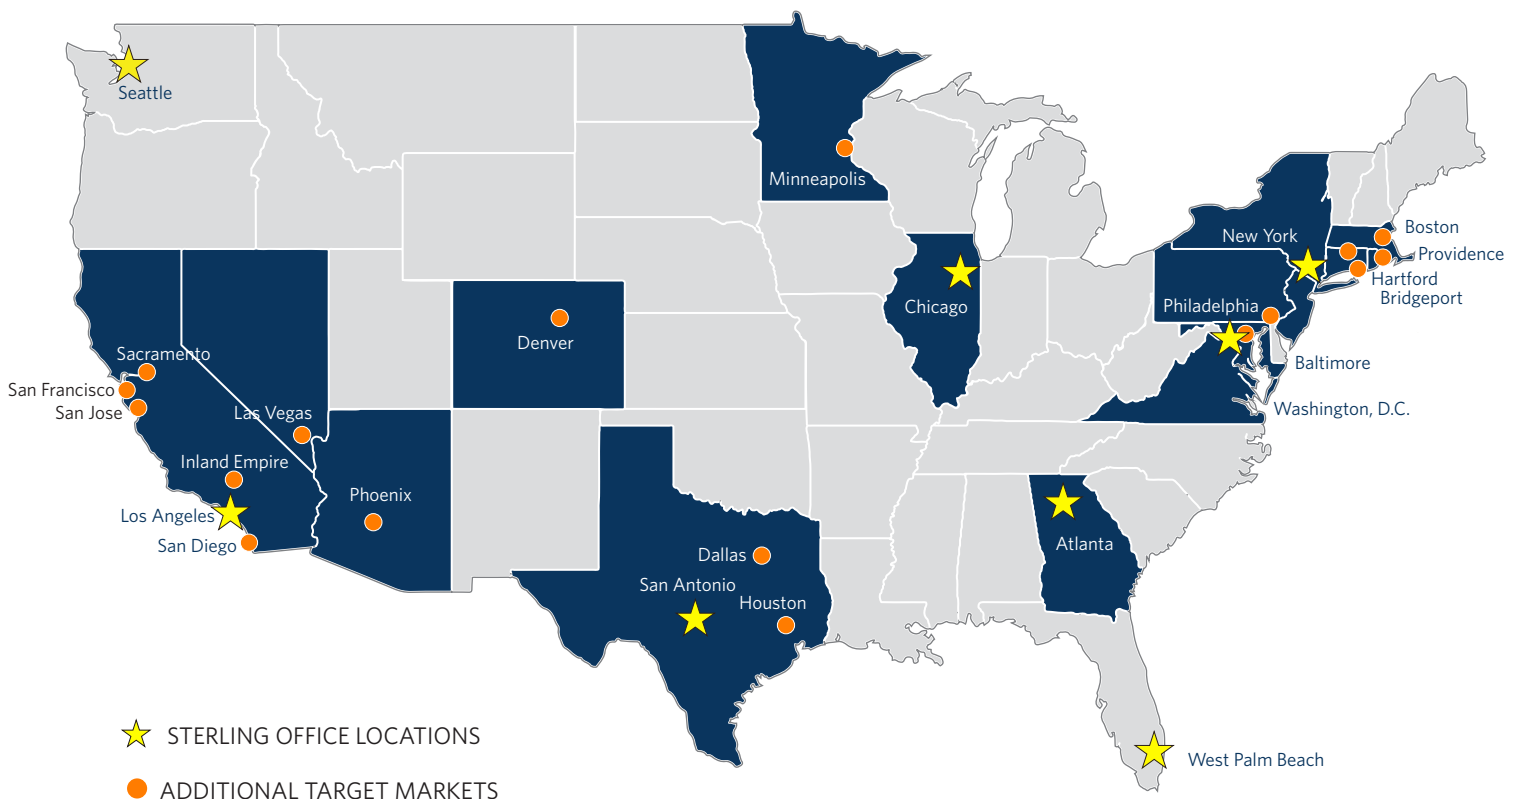 Seattle
Minneapolis
New York
Boston
Providence
Hartford
Bridgeport
Chicago
Philadelphia
Denver
Sacramento
Baltimore
San Francisco
San Jose
Las Vegas
Washington, D.C.
Inland Empire
Phoenix
Los Angeles
San Diego
Atlanta
Dallas
San Antonio
Houston
STERLING OFFICE LOCATIONS
West Palm Beach
ADDITIONAL TARGET MARKETS